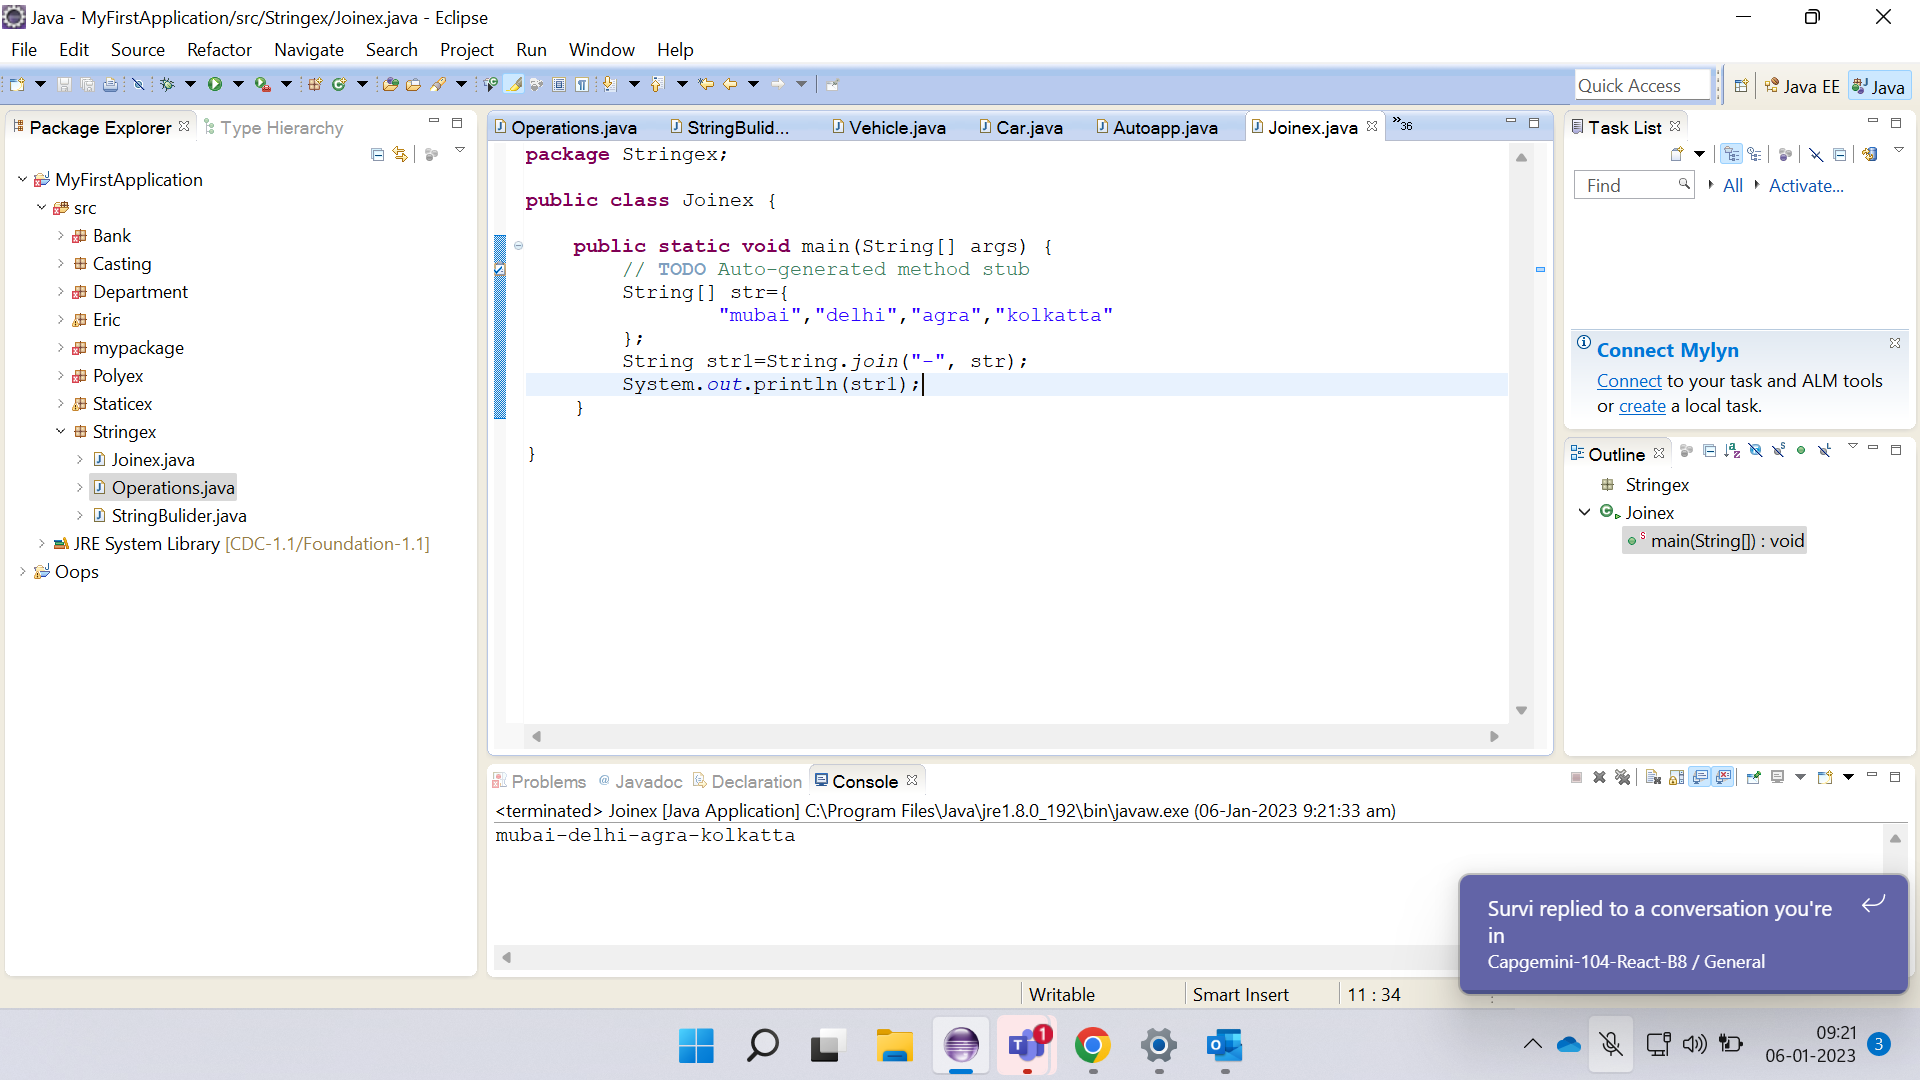 Java - MyFirstApplication/src/Stringex/Joinex.java - Eclipse
File Edit Source Refactor Navigate Search Project Run Window Help
Quick Access
Java EE
Java
Package Explorer
Type Hierarchy
MyFirstApplication
src
Bank
Casting
Department
Eric
mypackage
Polyex
Staticex
Stringex
Joinex.java
Operations.java
StringBulider.java
JRE System Library [CDC-1.1/Foundation-1.1]
Oops
Operations.java StringBulid... Vehicle.java Car.java Autoapp.java Joinex.java »36
package Stringex;
public class Joinex {
public static void main(String[] args) {
// TODO Auto-generated method stub
String[] str={
"mubai","delhi","agra","kolkatta"
};
String str1=String.join("-", str);
System.out.println(str1);
}
}
Task List
Find
All
Activate...
Connect Mylyn
Connect to your task and ALM tools
or create a local task.
Outline
Stringex
Joinex
main(String[]) : void
Problems @ Javadoc Declaration Console
<terminated> Joinex [Java Application] C:\Program Files\Java\jre1.8.0_192\bin\javaw.exe (06-Jan-2023 9:21:33 am)
mubai-delhi-agra-kolkatta
Survi replied to a conversation you're
in
Capgemini-104-React-B8 / General
Writable
Smart Insert
11 : 34
1
09:21
06-01-2023
3